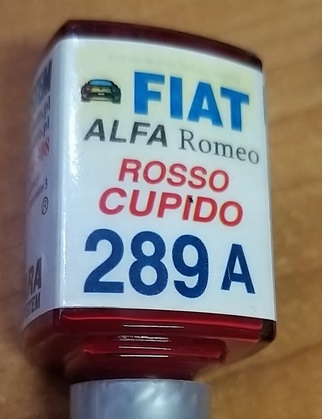 FIAT
ALFA Romeo
ROSSO
CUPIDO
289 A
®